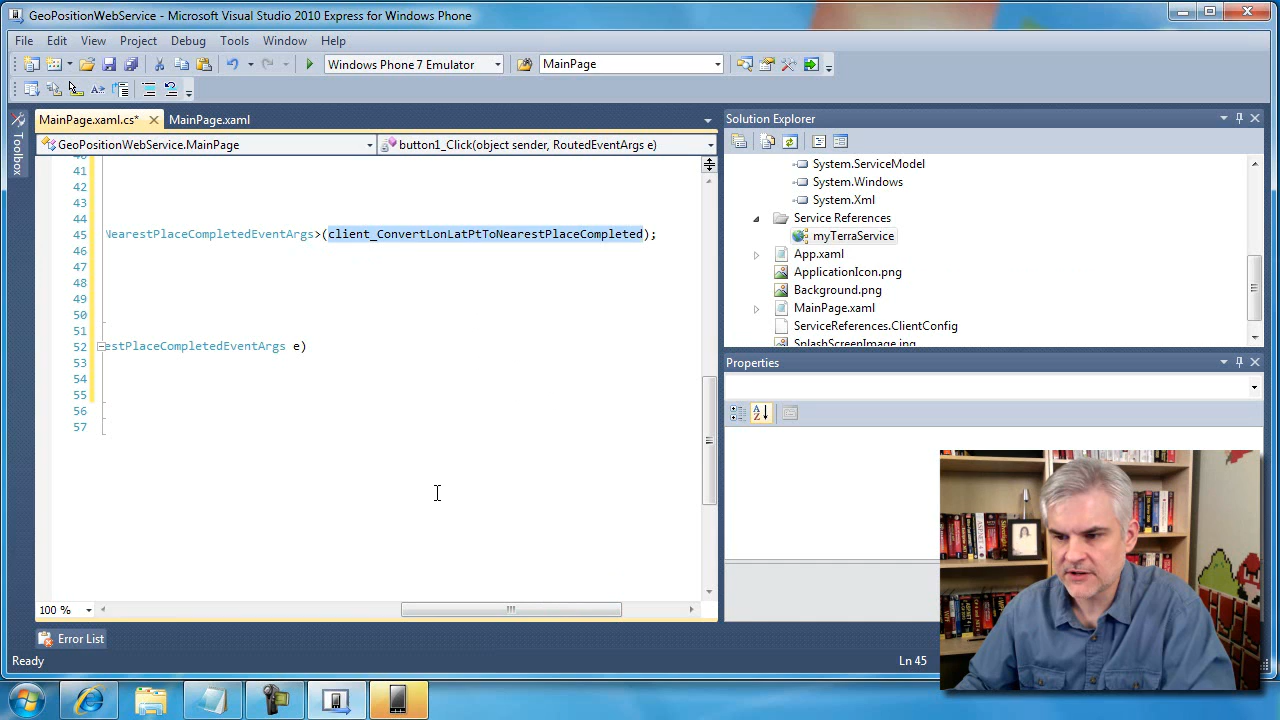 GeoPositionWebService - Microsoft Visual Studio 2010 Express for Windows Phone
File Edit View Project Debug Tools Window Help
Windows Phone 7 Emulator MainPage
MainPage.xaml.cs* MainPage.xaml
GeoPositionWebService.MainPage button1_Click(object sender, RoutedEventArgs e)
Toolbox
41
42
43
44
45 NearestPlaceCompletedEventArgs>(client_ConvertLonLatPtToNearestPlaceCompleted);
46
47
48
49
50
51
52 estPlaceCompletedEventArgs e)
53
54
55
56
57
100 %
Error List
Ready Ln 45
Solution Explorer
System.ServiceModel
System.Windows
System.Xml
Service References
myTerraService
App.xaml
ApplicationIcon.png
Background.png
MainPage.xaml
ServiceReferences.ClientConfig
SplashScreenImage.jpg
Properties